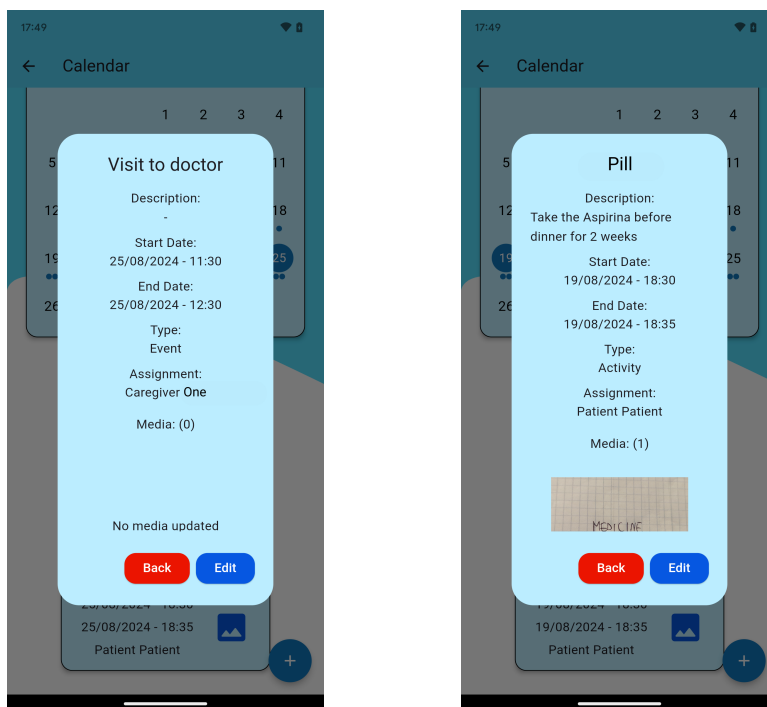 17:49
Calendar
1 2 3 4
5 11
12 18
19 25
26
Visit to doctor
Description:
-
Start Date:
25/08/2024 - 11:30
End Date:
25/08/2024 - 12:30
Type:
Event
Assignment:
Caregiver One
Media: (0)
No media updated
Back Edit
25/08/2024 - 18:35
Patient Patient
+
17:49
Calendar
1 2 3 4
5 11
12 18
19 25
26
Pill
Description:
Take the Aspirina before
dinner for 2 weeks
Start Date:
19/08/2024 - 18:30
End Date:
19/08/2024 - 18:35
Type:
Activity
Assignment:
Patient Patient
Media: (1)
MEDICINE
Back Edit
19/08/2024 - 18:35
Patient Patient
+